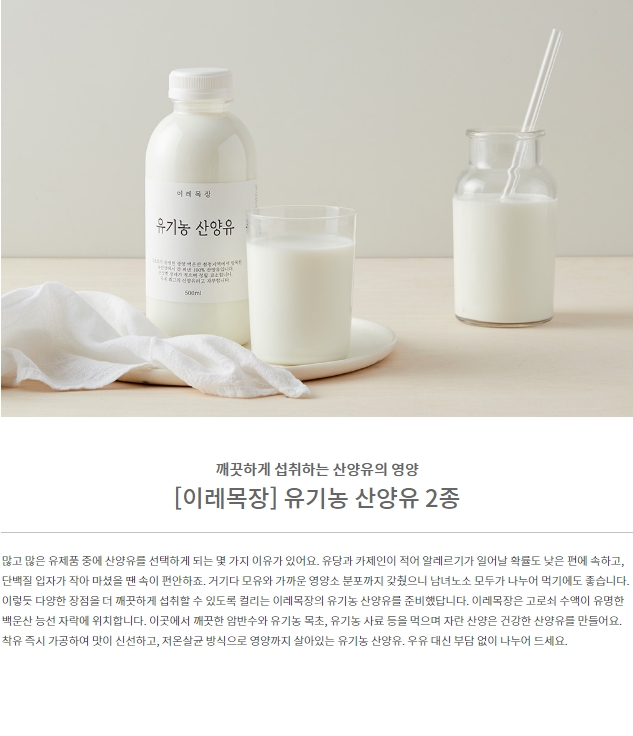 이레목장
유기농 산양유
500ml
깨끗하게 섭취하는 산양유의 영양
[이레목장] 유기농 산양유 2종
많고 많은 유제품 중에 산양유를 선택하게 되는 몇 가지 이유가 있어요. 유당과 카제인이 적어 알레르기가 일어날 확률도 낮은 편에 속하고,
단백질 입자가 작아 마셨을 땐 속이 편안하죠. 거기다 모유와 가까운 영양소 분포까지 갖췄으니 남녀노소 모두가 나누어 먹기에도 좋습니다.
이렇듯 다양한 장점을 더 깨끗하게 섭취할 수 있도록 컬리는 이레목장의 유기농 산양유를 준비했답니다. 이레목장은 고로쇠 수액이 유명한
백운산 능선 자락에 위치합니다. 이곳에서 깨끗한 암반수와 유기농 목초, 유기농 사료 등을 먹으며 자란 산양은 건강한 산양유를 만들어요.
착유 즉시 가공하여 맛이 신선하고, 저온살균 방식으로 영양까지 살아있는 유기농 산양유. 우유 대신 부담 없이 나누어 드세요.